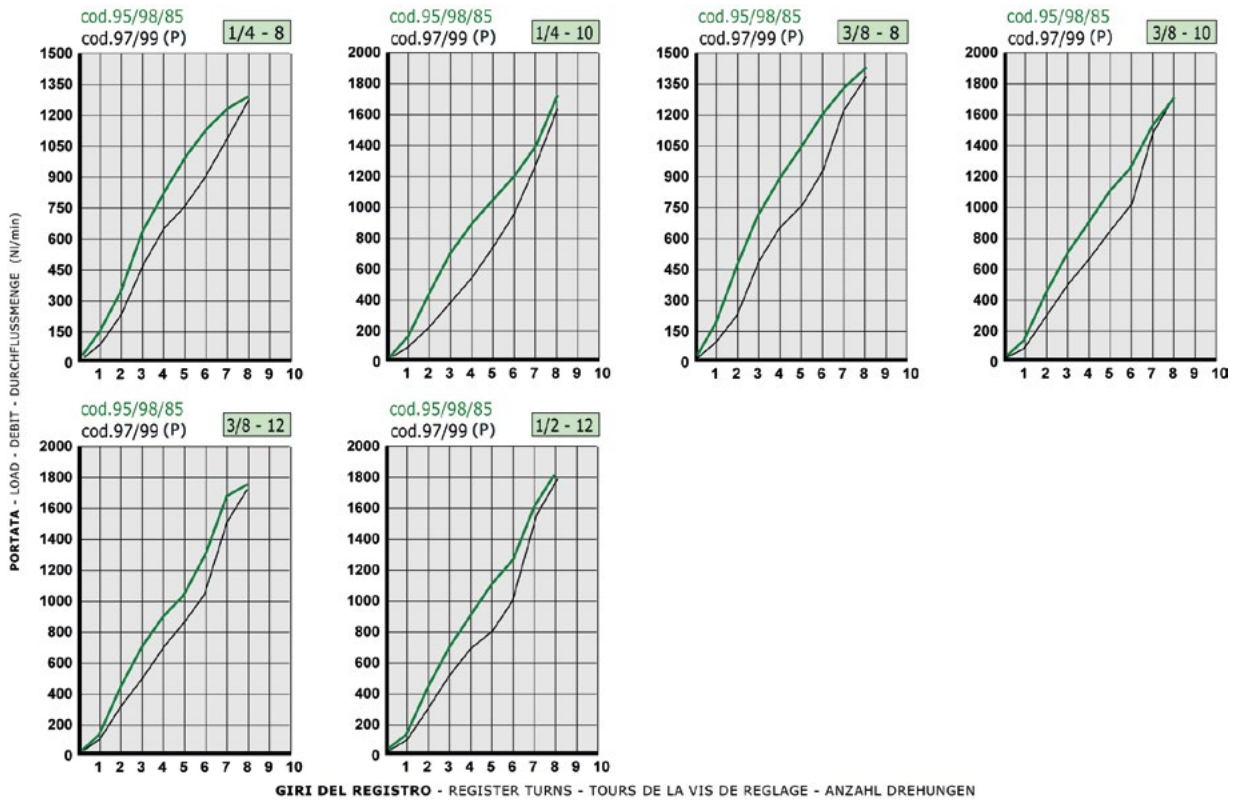 cod.95/98/85
cod.97/99 (P)
1/4 - 8
1500
1350
1200
1050
900
750
600
450
300
150
0
1 2 3 4 5 6 7 8 9 10
cod.95/98/85
cod.97/99 (P)
1/4 - 10
2000
1800
1600
1400
1200
1000
800
600
400
200
0
1 2 3 4 5 6 7 8 9 10
cod.95/98/85
cod.97/99 (P)
3/8 - 8
1500
1350
1200
1050
900
750
600
450
300
150
0
1 2 3 4 5 6 7 8 9 10
cod.95/98/85
cod.97/99 (P)
3/8 - 10
2000
1800
1600
1400
1200
1000
800
600
400
200
0
1 2 3 4 5 6 7 8 9 10
PORTATA - LOAD - DEBIT - DURCHFLUSSMENGE (Nl/min)
cod.95/98/85
cod.97/99 (P)
3/8 - 12
2000
1800
1600
1400
1200
1000
800
600
400
200
0
1 2 3 4 5 6 7 8 9 10
cod.95/98/85
cod.97/99 (P)
1/2 - 12
2000
1800
1600
1400
1200
1000
800
600
400
200
0
1 2 3 4 5 6 7 8 9 10
GIRI DEL REGISTRO - REGISTER TURNS - TOURS DE LA VIS DE REGLAGE - ANZAHL DREHUNGEN